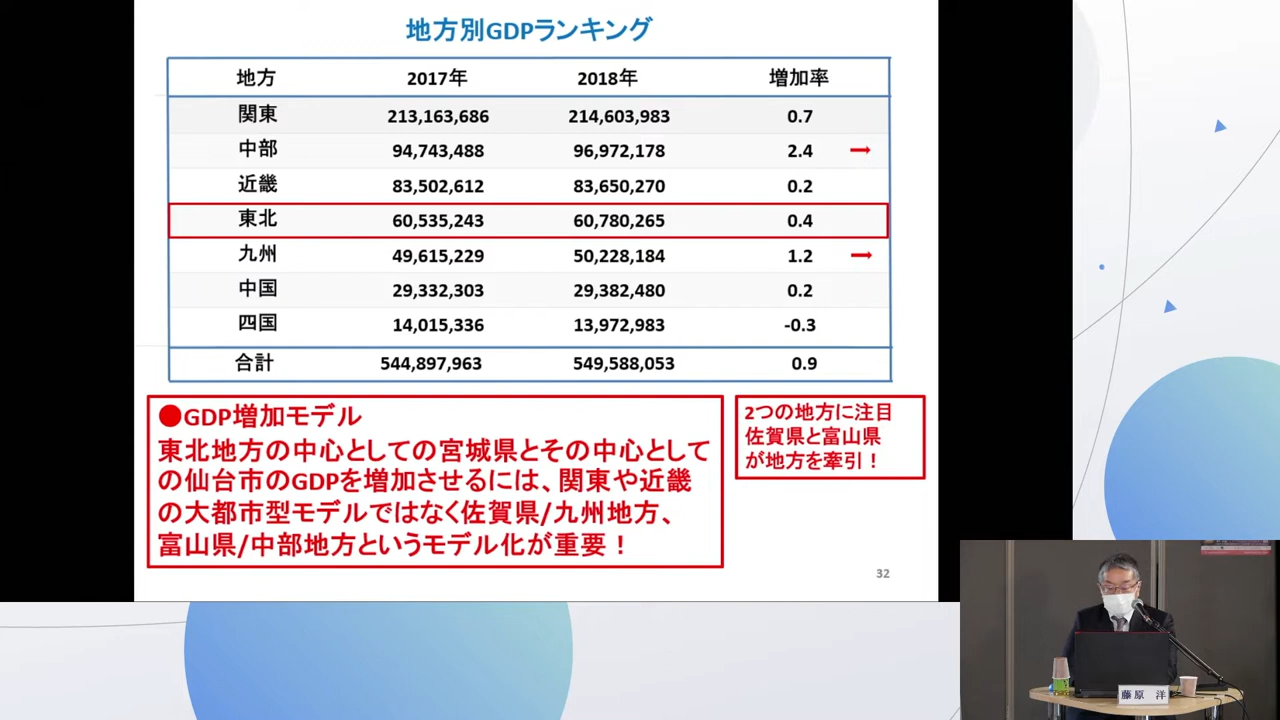 地方別GDPランキング
地方 2017年 2018年 増加率
関東 213,163,686 214,603,983 0.7
中部 94,743,488 96,972,178 2.4
近畿 83,502,612 83,650,270 0.2
東北 60,535,243 60,780,265 0.4
九州 49,615,229 50,228,184 1.2
中国 29,332,303 29,382,480 0.2
四国 14,015,336 13,972,983 -0.3
合計 544,897,963 549,588,053 0.9
●GDP増加モデル
東北地方の中心としての宮城県とその中心として
の仙台市のGDPを増加させるには、関東や近畿
の大都市型モデルではなく佐賀県/九州地方、
富山県/中部地方というモデル化が重要！
2つの地方に注目
佐賀県と富山県
が地方を牽引！
32
藤原 洋